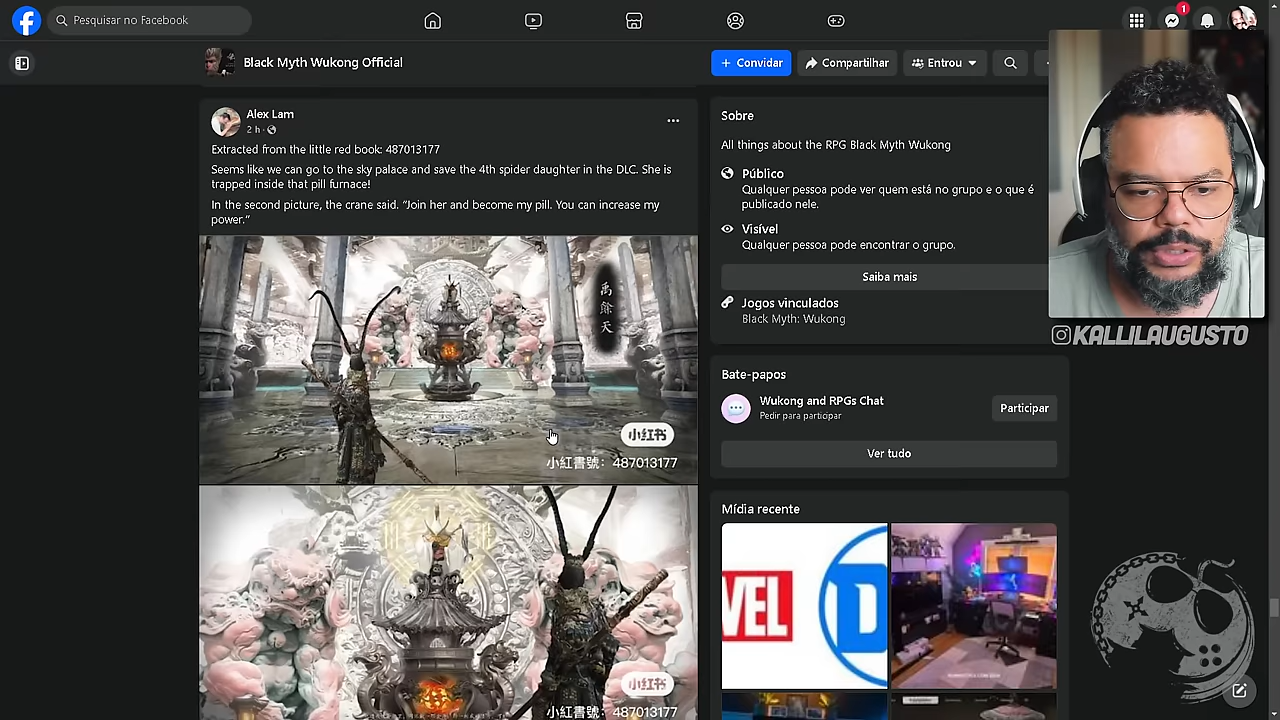 Pesquisar no Facebook
1
Black Myth Wukong Official
+ Convidar
Compartilhar
Entrou
Alex Lam
2 h ·
Extracted from the little red book: 487013177
Seems like we can go to the sky palace and save the 4th spider daughter in the DLC. She is
trapped inside that pill furnace!
In the second picture, the crane said. “Join her and become my pill. You can increase my
power.”
禹餘天
小红书
小紅書號: 487013177
小红书
小紅書號: 487013177
Sobre
All things about the RPG Black Myth Wukong
Público
Qualquer pessoa pode ver quem está no grupo e o que é
publicado nele.
Visível
Qualquer pessoa pode encontrar o grupo.
Saiba mais
Jogos vinculados
Black Myth: Wukong
KALLILAUGUSTO
Bate-papos
Wukong and RPGs Chat
Pedir para participar
Participar
Ver tudo
Mídia recente
VEL
D